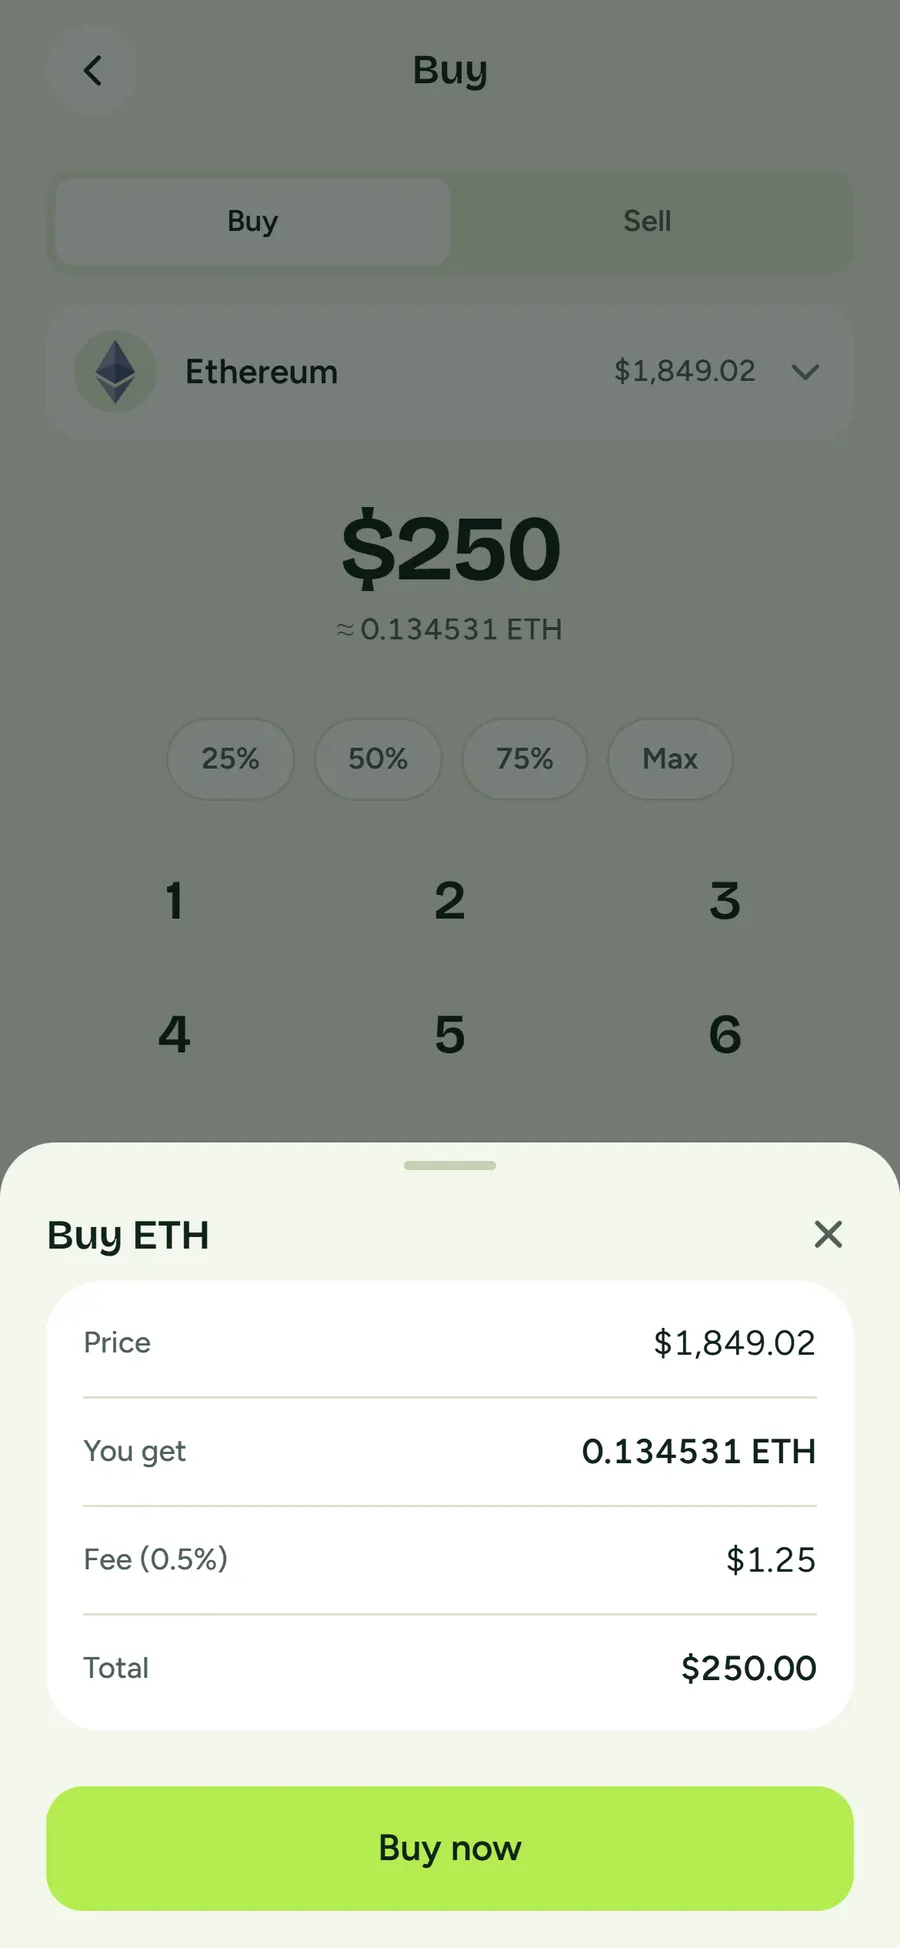 Buy
Buy Sell
Ethereum $1,849.02
$250
≈ 0.134531 ETH
25% 50% 75% Max
1 2 3
4 5 6
Buy ETH
Price $1,849.02
You get 0.134531 ETH
Fee (0.5%) $1.25
Total $250.00
Buy now